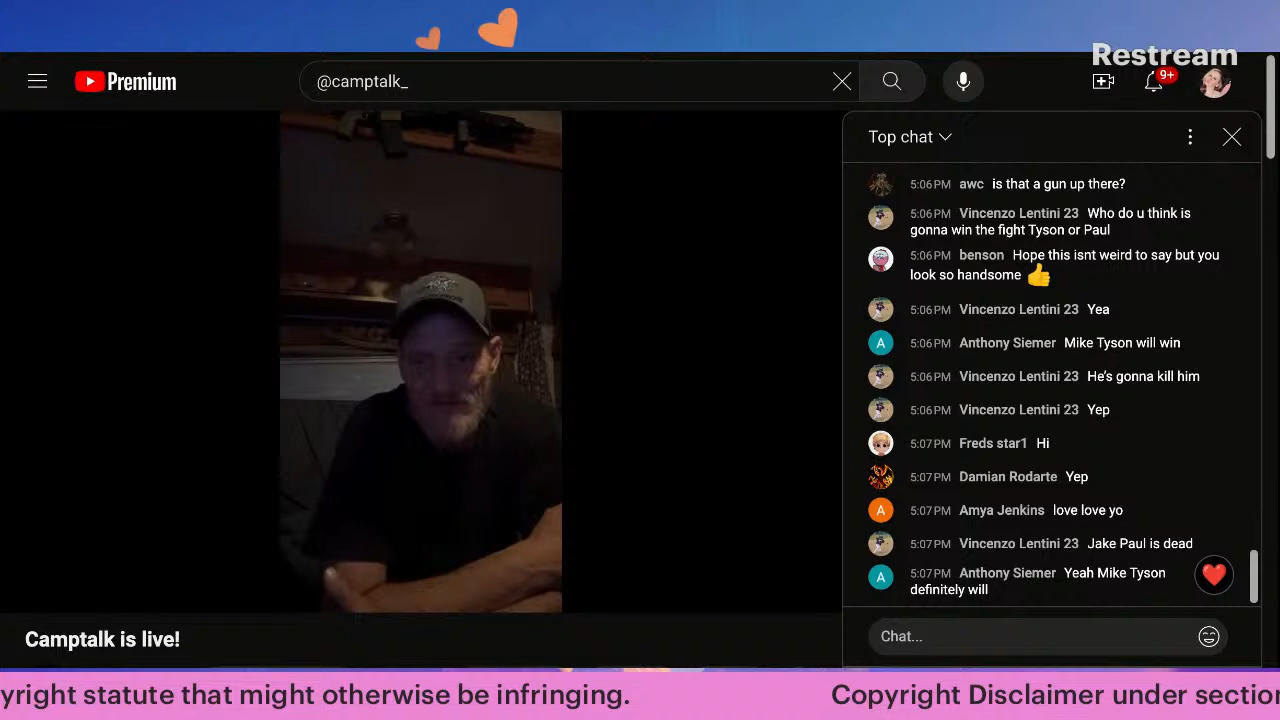 Restream
Premium
@camptalk_
9+
Top chat
5:06PM awc is that a gun up there?
5:06PM Vincenzo Lentini 23 Who do u think is
gonna win the fight Tyson or Paul
5:06PM benson Hope this isnt weird to say but you
look so handsome 👍
5:06PM Vincenzo Lentini 23 Yea
A 5:06PM Anthony Siemer Mike Tyson will win
5:06PM Vincenzo Lentini 23 He's gonna kill him
5:06PM Vincenzo Lentini 23 Yep
5:07PM Freds star1 Hi
5:07PM Damian Rodarte Yep
A 5:07PM Amya Jenkins love love yo
5:07PM Vincenzo Lentini 23 Jake Paul is dead
A 5:07PM Anthony Siemer Yeah Mike Tyson
definitely will
Chat...
Camptalk is live!
yright statute that might otherwise be infringing. Copyright Disclaimer under section